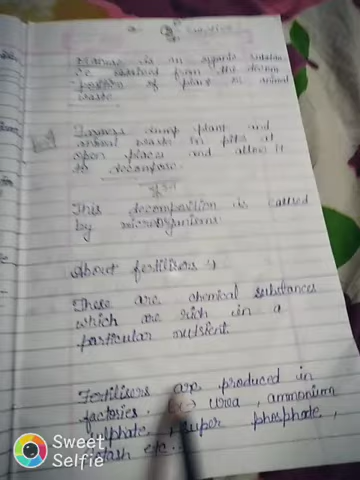 Manure is an organic substan
ce obtained from the decom
position of plant or animal
waste
Farmers dump plant and
animal waste in pits at
open places and allow it
to decompose.
This decomposition is caused
by microorganisms
About fertilisers
These are chemical substances
which are rich in a
particular nutrient.
Fertilisers are produced in
factories. Urea, ammonium
sulphate, super phosphate,
potash etc.
Sweet
Selfie